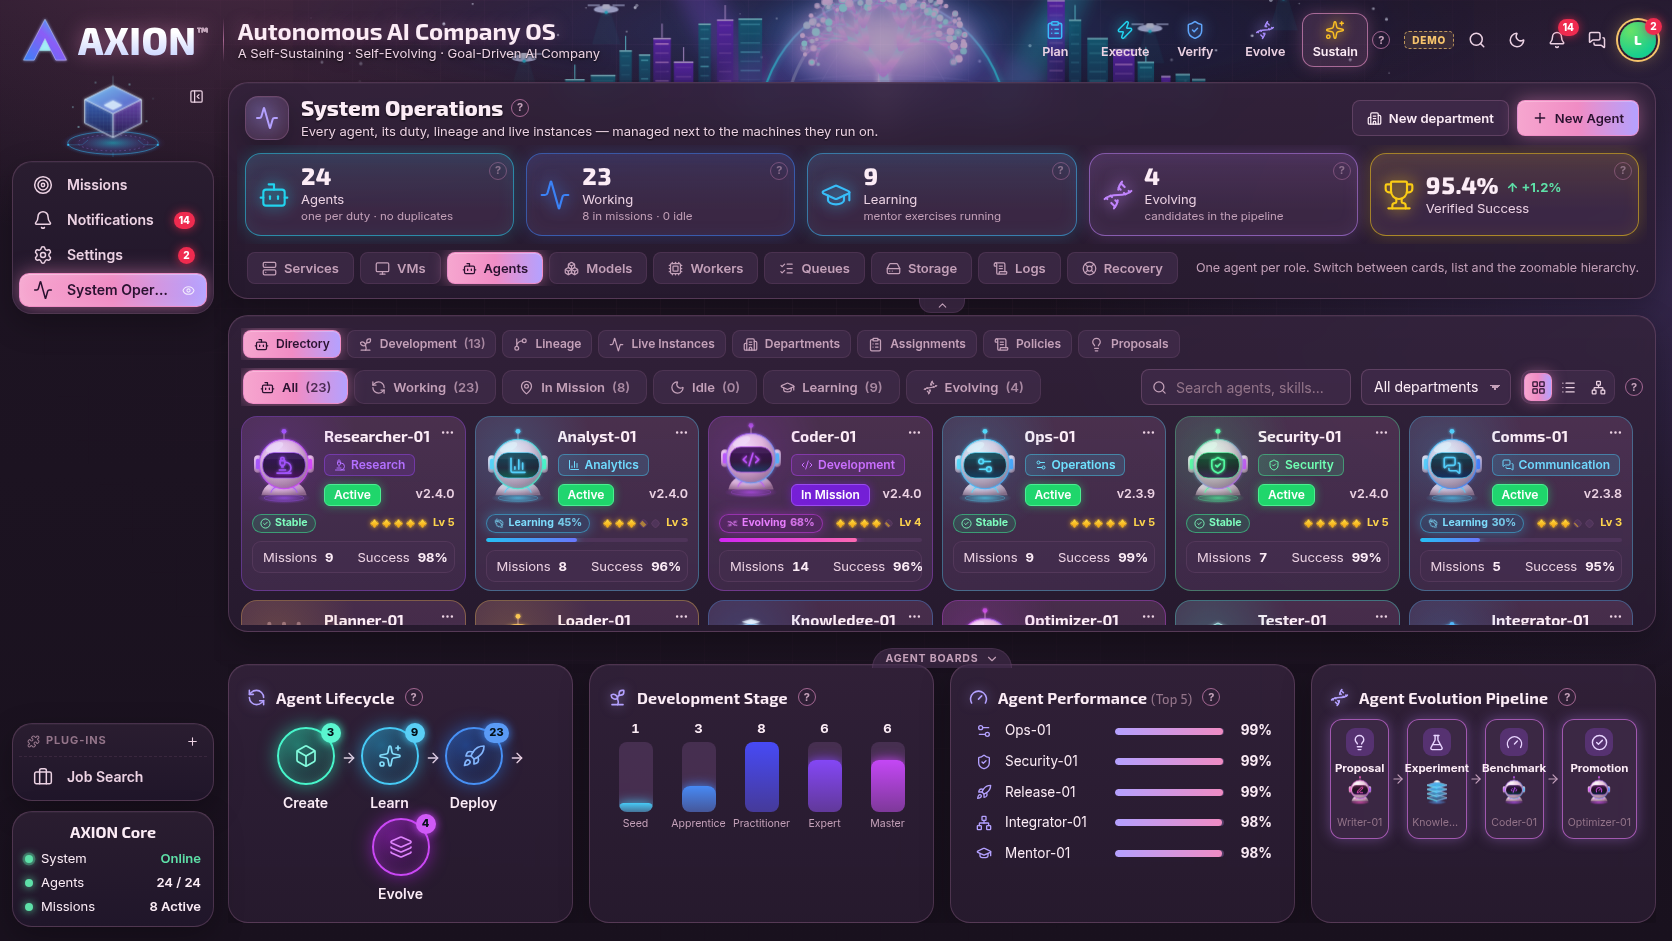 AXION™
Autonomous AI Company OS
A Self-Sustaining · Self-Evolving · Goal-Driven AI Company
Plan
Execute
Verify
Evolve
Sustain
?
DEMO
14
L
2
Missions
Notifications 14
Settings 2
System Oper...
PLUG-INS +
Job Search
AXION Core
System Online
Agents 24 / 24
Missions 8 Active
System Operations ?
Every agent, its duty, lineage and live instances — managed next to the machines they run on.
New department
+ New Agent
24 ?
Agents
one per duty · no duplicates
23 ?
Working
8 in missions · 0 idle
9 ?
Learning
mentor exercises running
4 ?
Evolving
candidates in the pipeline
95.4% ↑ +1.2% ?
Verified Success
Services
VMs
Agents
Models
Workers
Queues
Storage
Logs
Recovery
One agent per role. Switch between cards, list and the zoomable hierarchy.
Directory
Development (13)
Lineage
Live Instances
Departments
Assignments
Policies
Proposals
All (23)
Working (23)
In Mission (8)
Idle (0)
Learning (9)
Evolving (4)
Search agents, skills...
All departments
?
Researcher-01 ...
Research
Active v2.4.0
Stable Lv 5
Missions 9 Success 98%
Analyst-01 ...
Analytics
Active v2.4.0
Learning 45% Lv 3
Missions 8 Success 96%
Coder-01 ...
Development
In Mission v2.4.0
Evolving 68% Lv 4
Missions 14 Success 96%
Ops-01 ...
Operations
Active v2.3.9
Stable Lv 5
Missions 9 Success 99%
Security-01 ...
Security
Active v2.4.0
Stable Lv 5
Missions 7 Success 99%
Comms-01 ...
Communication
Active v2.3.8
Learning 30% Lv 3
Missions 5 Success 95%
Planner-01 ...
Loader-01 ...
Knowledge-01 ...
Optimizer-01 ...
Tester-01 ...
Integrator-01 ...
AGENT BOARDS
Agent Lifecycle ?
3
Create
9
Learn
23
Deploy
4
Evolve
Development Stage ?
1 3 8 6 6
Seed Apprentice Practitioner Expert Master
Agent Performance (Top 5) ?
Ops-01 99%
Security-01 99%
Release-01 99%
Integrator-01 98%
Mentor-01 98%
Agent Evolution Pipeline ?
Proposal Experiment Benchmark Promotion
Writer-01 Knowle... Coder-01 Optimizer-01